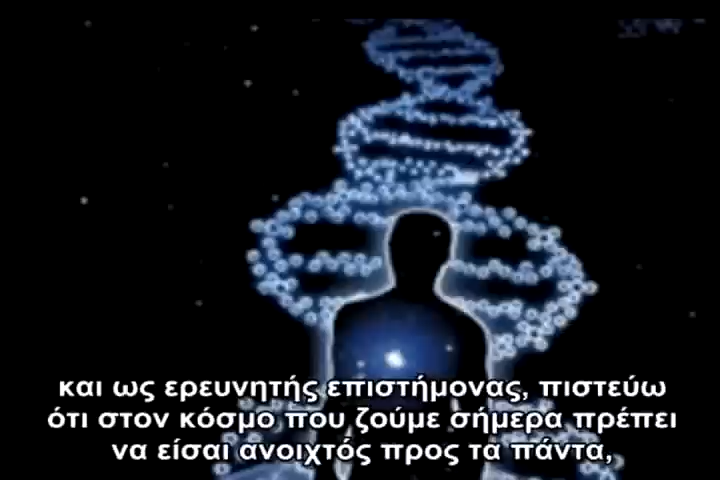 και ως ερευνητής επιστήμονας, πιστεύω
ότι στον κόσμο που ζούμε σήμερα πρέπει
να είσαι ανοιχτός προς τα πάντα,